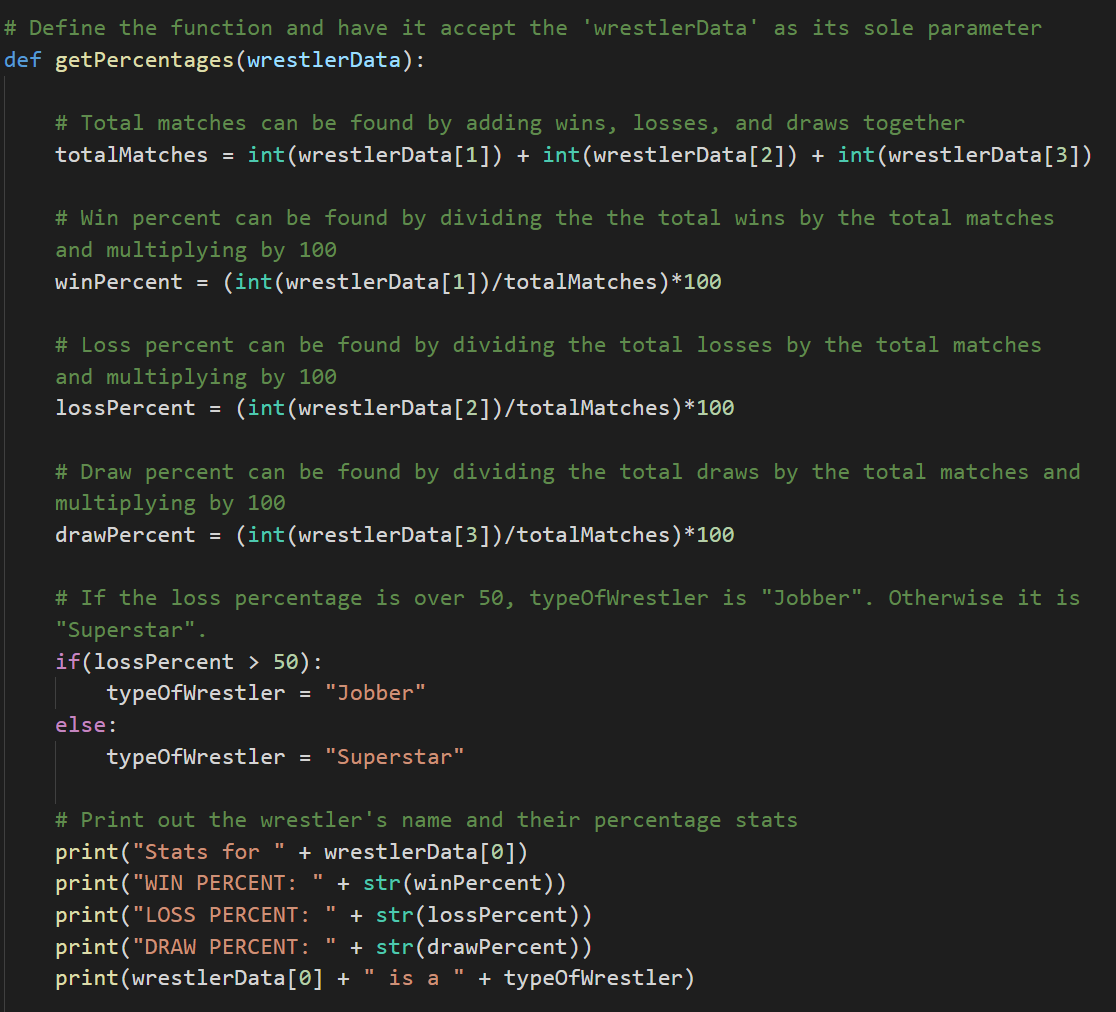 # Define the function and have it accept the 'wrestlerData' as its sole parameter
def getPercentages(wrestlerData):
# Total matches can be found by adding wins, losses, and draws together
totalMatches = int(wrestlerData[1]) + int(wrestlerData[2]) + int(wrestlerData[3])
# Win percent can be found by dividing the the total wins by the total matches
and multiplying by 100
winPercent = (int(wrestlerData[1])/totalMatches)*100
# Loss percent can be found by dividing the total losses by the total matches
and multiplying by 100
lossPercent = (int(wrestlerData[2])/totalMatches)*100
# Draw percent can be found by dividing the total draws by the total matches and
multiplying by 100
drawPercent = (int(wrestlerData[3])/totalMatches)*100
# If the loss percentage is over 50, typeOfWrestler is "Jobber". Otherwise it is
"Superstar".
if(lossPercent > 50):
typeOfWrestler = "Jobber"
else:
typeOfWrestler = "Superstar"
# Print out the wrestler's name and their percentage stats
print("Stats for " + wrestlerData[0])
print("WIN PERCENT: " + str(winPercent))
print("LOSS PERCENT: " + str(lossPercent))
print("DRAW PERCENT: " + str(drawPercent))
print(wrestlerData[0] + " is a " + typeOfWrestler)